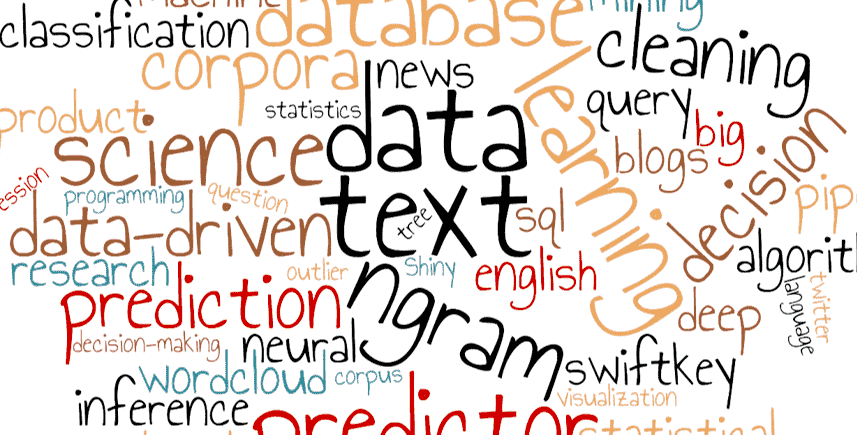 classification
database
mining
cleaning
corpora
news
learning
query
statistics
product
science
data
big
blogs
decision
programming
question
data-driven
text
tree
sql
research
outlier
Shiny
english
prediction
ngram
deep
language
twitter
decision-making
neural
swiftkey
wordcloud
corpus
visualization
inference
predictor
statistical